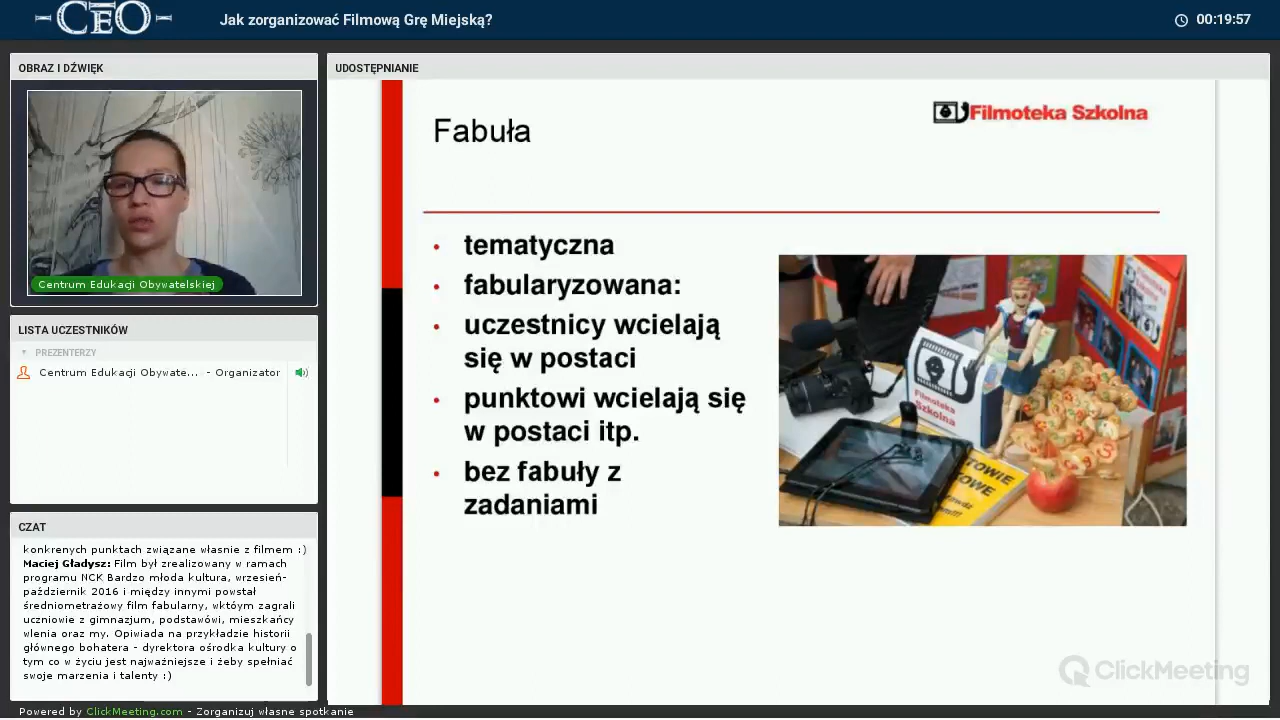 CEO
Jak zorganizować Filmową Grę Miejską?
00:19:57
OBRAZ I DŹWIĘK
Centrum Edukacji Obywatelskiej
LISTA UCZESTNIKÓW
PREZENTERZY
Centrum Edukacji Obywate... - Organizator
CZAT
konkrenych punktach związane własnie z filmem :)
Maciej Gładysz: Film był zrealizowany w ramach
programu NCK Bardzo młoda kultura, wrzesień-
październik 2016 i między innymi powstał
średniometrażowy film fabularny, wktóym zagrali
uczniowie z gimnazjum, podstawówi, mieszkańcy
wlenia oraz my. Opiwiada na przykładzie historii
głównego bohatera - dyrektora ośrodka kultury o
tym co w życiu jest najważniejsze i żeby spełniać
swoje marzenia i talenty :)
Powered by ClickMeeting.com - Zorganizuj własne spotkanie
UDOSTĘPNIANIE
Filmoteka Szkolna
Fabuła
• tematyczna
• fabularyzowana:
• uczestnicy wcielają
się w postaci
• punktowi wcielają się
w postaci itp.
• bez fabuły z
zadaniami
Filmoteka
Szkolna
ClickMeeting